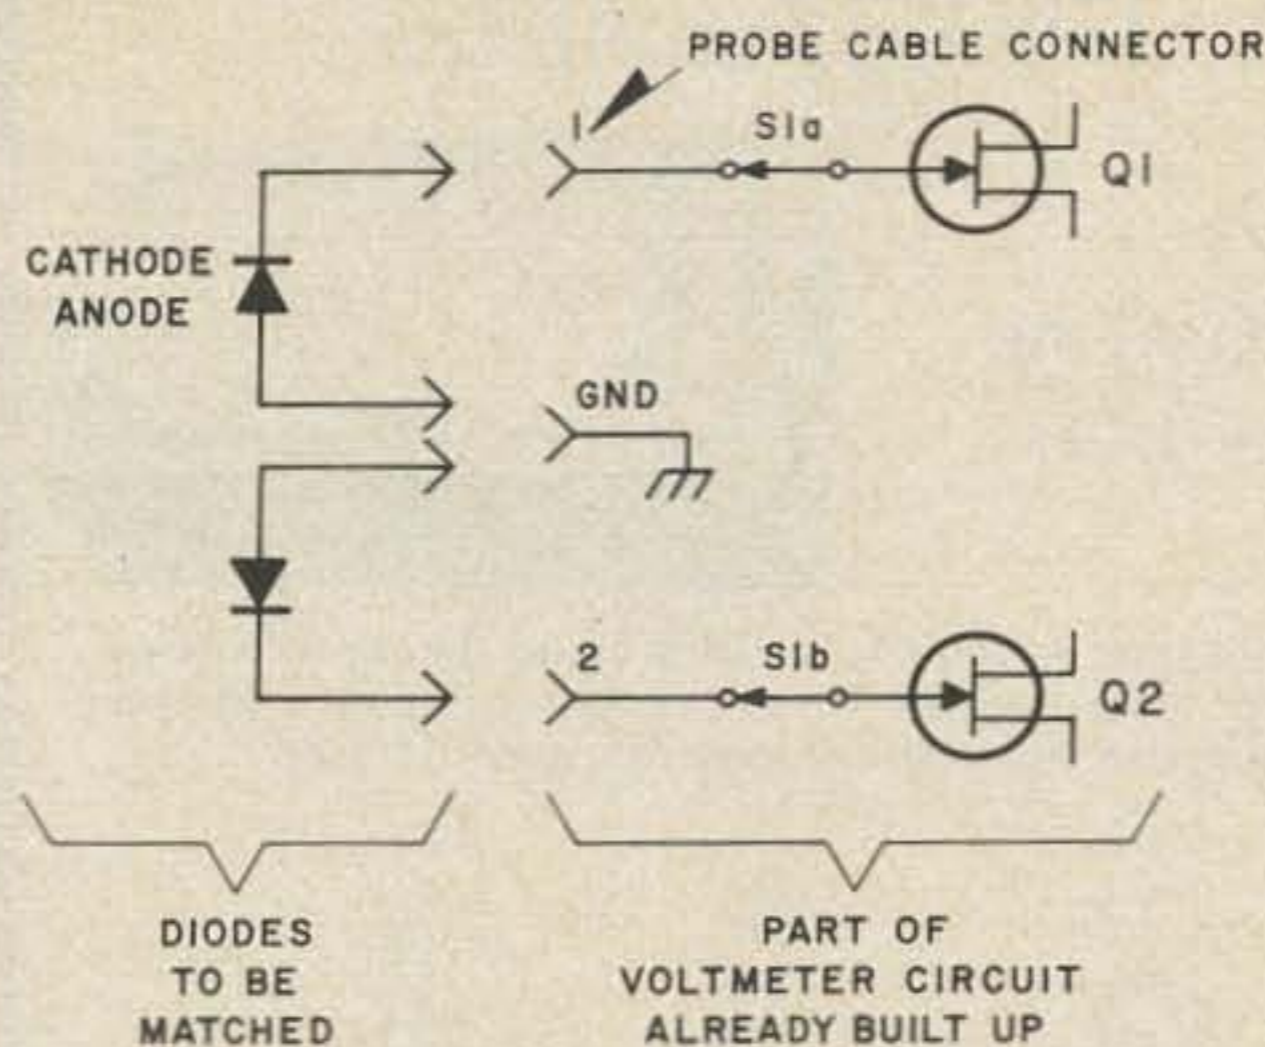 PROBE CABLE CONNECTOR
1
S1a
Q1
CATHODE
ANODE
GND
2
S1b
Q2
DIODES
TO BE
MATCHED
PART OF
VOLTMETER CIRCUIT
ALREADY BUILT UP